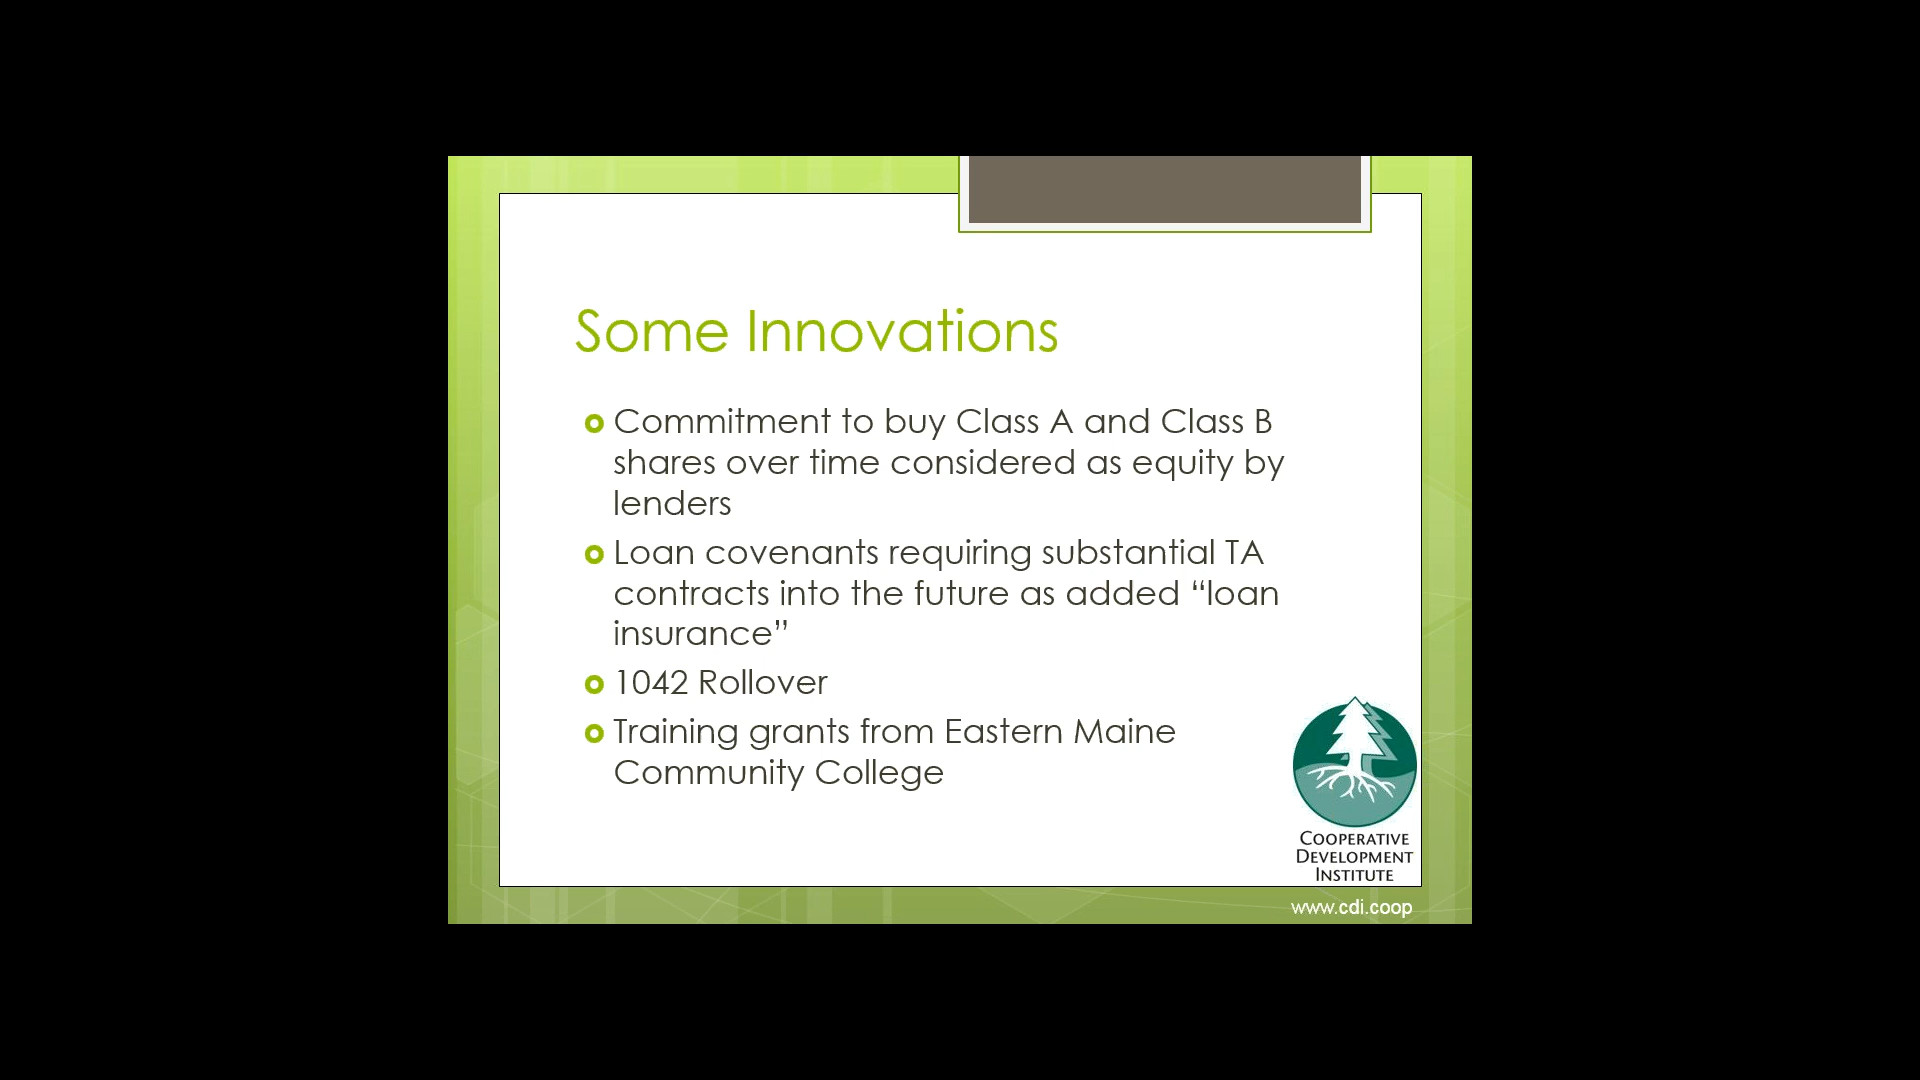 Some Innovations
Commitment to buy Class A and Class B
shares over time considered as equity by
lenders
Loan covenants requiring substantial TA
contracts into the future as added “loan
insurance”
1042 Rollover
Training grants from Eastern Maine
Community College
COOPERATIVE
DEVELOPMENT
INSTITUTE
www.cdi.coop